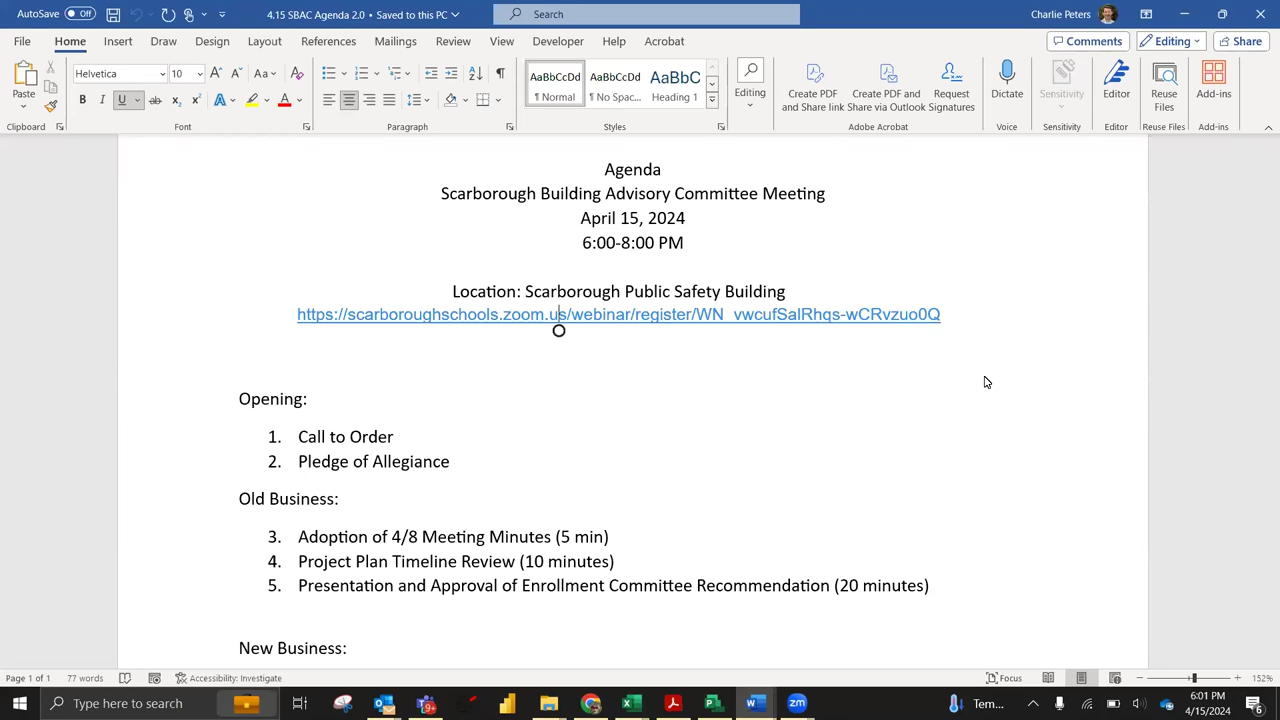 AutoSave Off 4.15 SBAC Agenda 2.0 • Saved to this PC Search Charlie Peters
File Home Insert Draw Design Layout References Mailings Review View Developer Help Acrobat Comments Editing Share
Paste Helvetica 10 A A Aa A AaBbCcDd AaBbCcDd AaBbC Editing Create PDF and Share link Create PDF and Share via Outlook Request Signatures Dictate Sensitivity Editor Reuse Files Add-ins
B I U ab x₂ x² A A ¶ Normal ¶ No Spac... Heading 1
Clipboard Font Paragraph Styles Adobe Acrobat Voice Sensitivity Editor Reuse Files Add-ins
Agenda
Scarborough Building Advisory Committee Meeting
April 15, 2024
6:00-8:00 PM
Location: Scarborough Public Safety Building
https://scarboroughschools.zoom.us/webinar/register/WN_vwcufSalRhqs-wCRvzuo0Q
Opening:
1. Call to Order
2. Pledge of Allegiance
Old Business:
3. Adoption of 4/8 Meeting Minutes (5 min)
4. Project Plan Timeline Review (10 minutes)
5. Presentation and Approval of Enrollment Committee Recommendation (20 minutes)
New Business:
Page 1 of 1 77 words Accessibility: Investigate Focus 152%
Type here to search Tem... 6:01 PM
4/15/2024